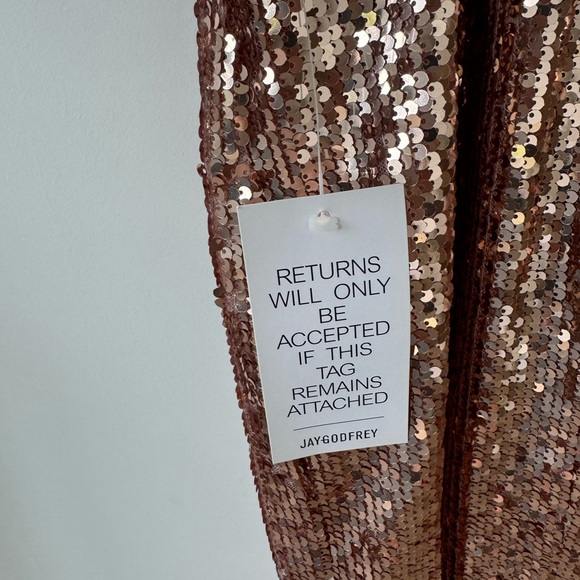 RETURNS
WILL ONLY
BE
ACCEPTED
IF THIS
TAG
REMAINS
ATTACHED
JAYGODFREY